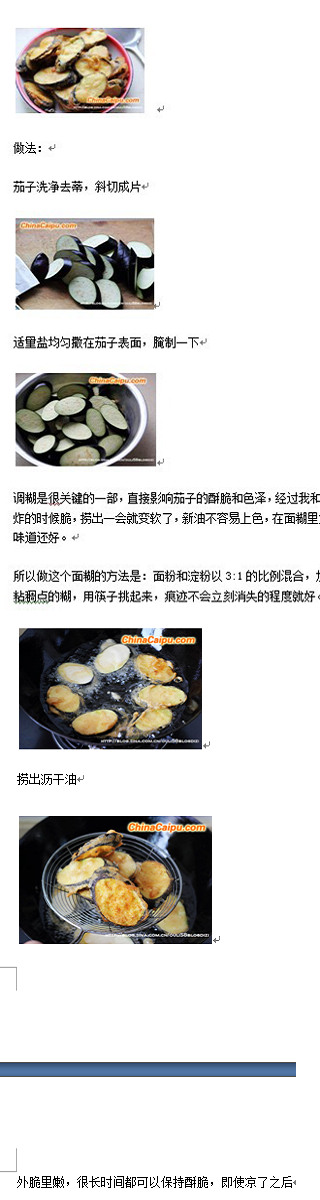 ChinaCaipu.com
做法：
茄子洗净去蒂，斜切成片
ChinaCaipu.com
适量盐均匀撒在茄子表面，腌制一下
ChinaCaipu.com
调糊是很关键的一部，直接影响茄子的酥脆和色泽，经过我和
炸的时候脆，捞出一会就变软了，新油不容易上色，在面糊里
味道还好。
所以做这个面糊的方法是：面粉和淀粉以 3:1 的比例混合，
粘稠点的糊，用筷子挑起来，痕迹不会立刻消失的程度就好
ChinaCaipu.com
捞出沥干油
ChinaCaipu.com
外脆里嫩，很长时间都可以保持酥脆，即使凉了之后